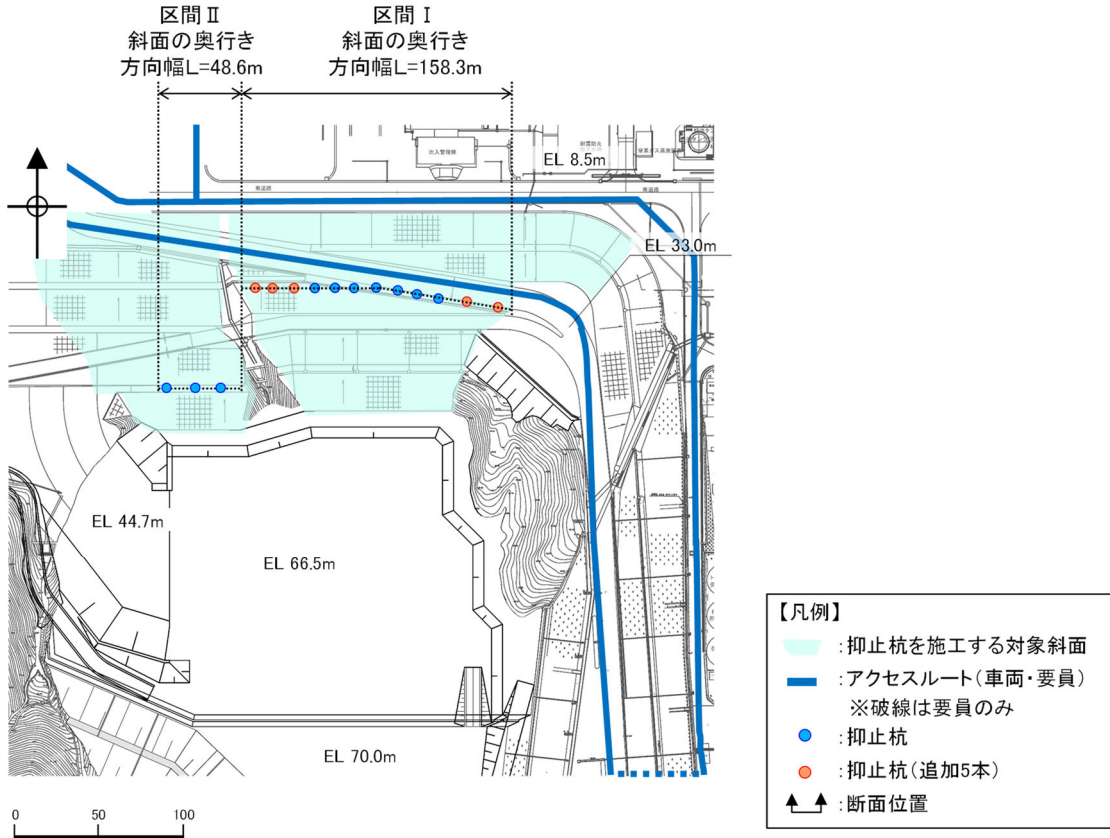 区間Ⅱ
斜面の奥行き
方向幅L=48.6m
区間Ⅰ
斜面の奥行き
方向幅L=158.3m
出入管理棟
EL 8.5m
EL 33.0m
EL 44.7m
EL 66.5m
EL 70.0m
0 50 100
【凡例】
:抑止杭を施工する対象斜面
:アクセスルート(車両・要員)
※破線は要員のみ
:抑止杭
:抑止杭(追加5本)
:断面位置